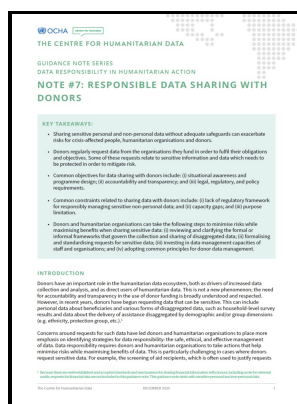 OCHA
THE CENTRE FOR HUMANITARIAN DATA
GUIDANCE NOTE SERIES
DATA RESPONSIBILITY IN HUMANITARIAN ACTION
NOTE #7: RESPONSIBLE DATA SHARING WITH
DONORS
KEY TAKEAWAYS:
• Sharing sensitive personal and non-personal data without adequate safeguards can exacerbate
risks for crisis-affected people, humanitarian organisations and donors.
• Donors regularly request data from the organisations they fund in order to fulfil their obligations
and objectives. Some of these requests relate to sensitive information and data which needs to
be protected in order to mitigate risk.
• Common objectives for data sharing with donors include: (i) situational awareness and
programme design; (ii) accountability and transparency; and (iii) legal, regulatory, and policy
requirements.
• Common constraints related to sharing data with donors include: (i) lack of regulatory framework
for responsibly managing sensitive non-personal data; (ii) capacity gaps; and (iii) purpose
limitation.
• Donors and humanitarian organisations can take the following steps to minimise risks while
maximising benefits when sharing sensitive data: (i) reviewing and clarifying the formal or
informal frameworks that govern the collection and sharing of disaggregated data; (ii) formalising
and standardising requests for sensitive data; (iii) investing in data management capacities of
staff and organisations; and (iv) adopting common principles for donor data management.
INTRODUCTION
Donors have an important role in the humanitarian data ecosystem, both as drivers of increased data
collection and analysis, and as direct users of humanitarian data. This is not a new phenomenon; the need
for accountability and transparency in the use of donor funding is broadly understood and respected.
However, in recent years, donors have begun requesting data that can be sensitive. This can include
personal data about beneficiaries and various forms of disaggregated data, such as household-level survey
results and data about the delivery of assistance disaggregated by demographic and/or group dimensions
(e.g. ethnicity, protection group, etc.).
Concerns around requests for such data have led donors and humanitarian organisations to place more
emphasis on identifying strategies for data responsibility: the safe, ethical, and effective management
of data. Data responsibility requires donors and humanitarian organisations to take actions that help
minimise risks while maximising benefits of data. This is particularly challenging in cases where donors
request sensitive data. For example, the screening of aid recipients, which is often used to justify requests
The Centre for Humanitarian Data
DECEMBER 2020